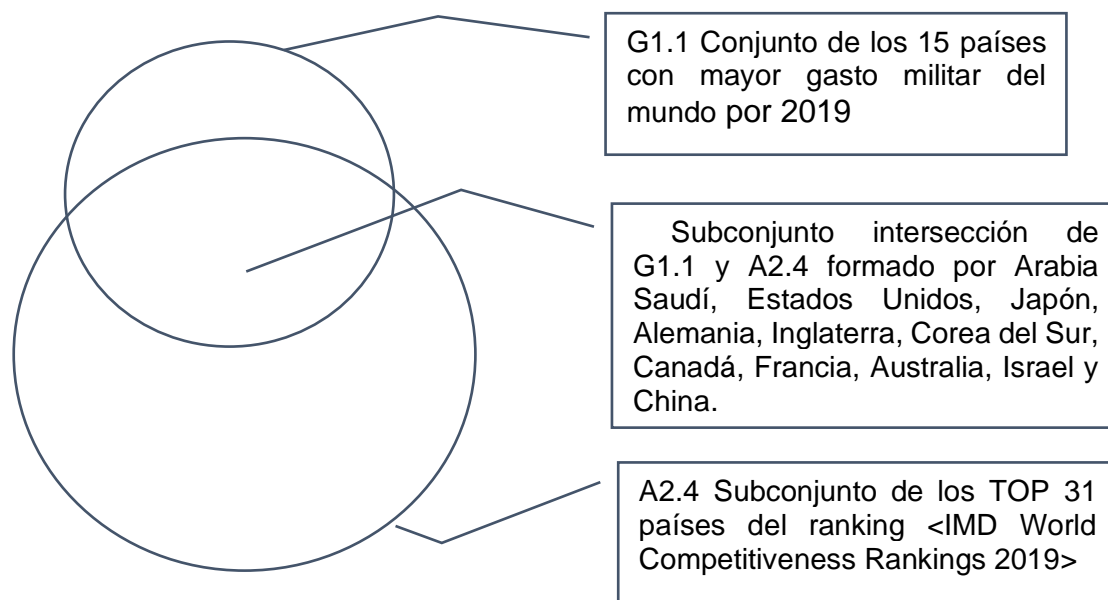 G1.1 Conjunto de los 15 países
con mayor gasto militar del
mundo por 2019
Subconjunto intersección de
G1.1 y A2.4 formado por Arabia
Saudí, Estados Unidos, Japón,
Alemania, Inglaterra, Corea del Sur,
Canadá, Francia, Australia, Israel y
China.
A2.4 Subconjunto de los TOP 31
países del ranking <IMD World
Competitiveness Rankings 2019>